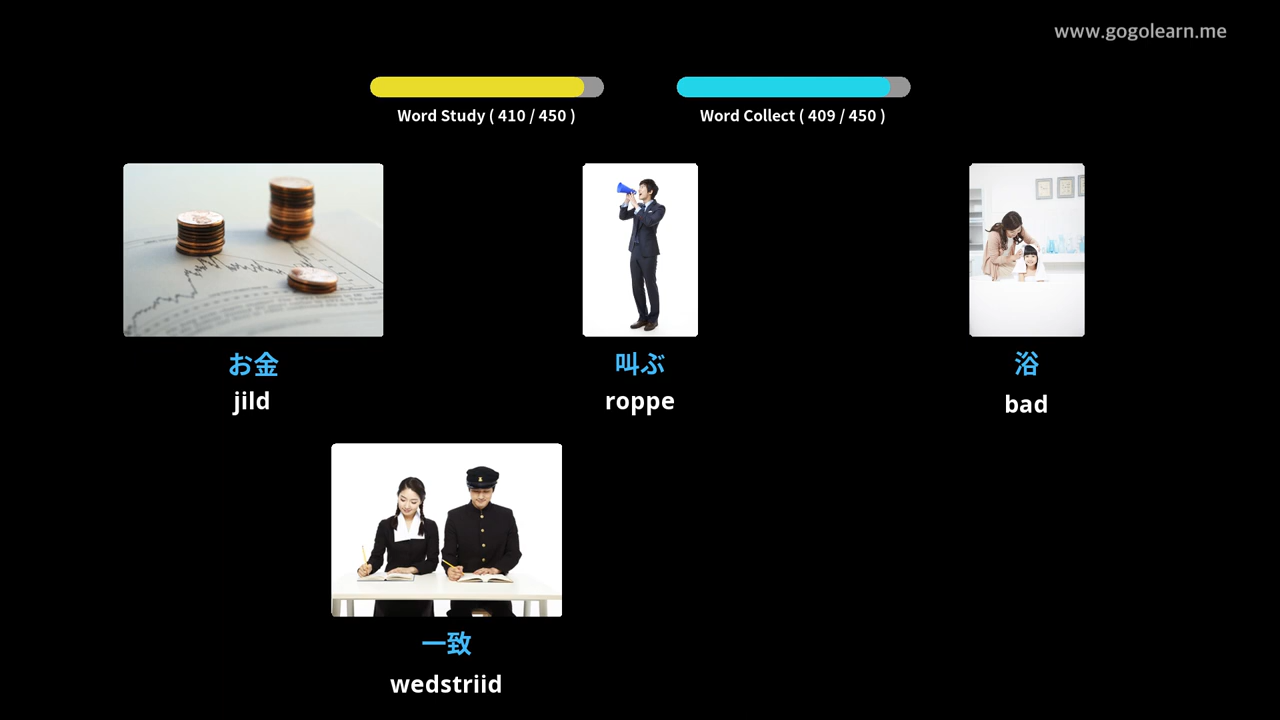 www.gogolearn.me
Word Study ( 410 / 450 )
Word Collect ( 409 / 450 )
お金
jild
叫ぶ
roppe
浴
bad
一致
wedstriid